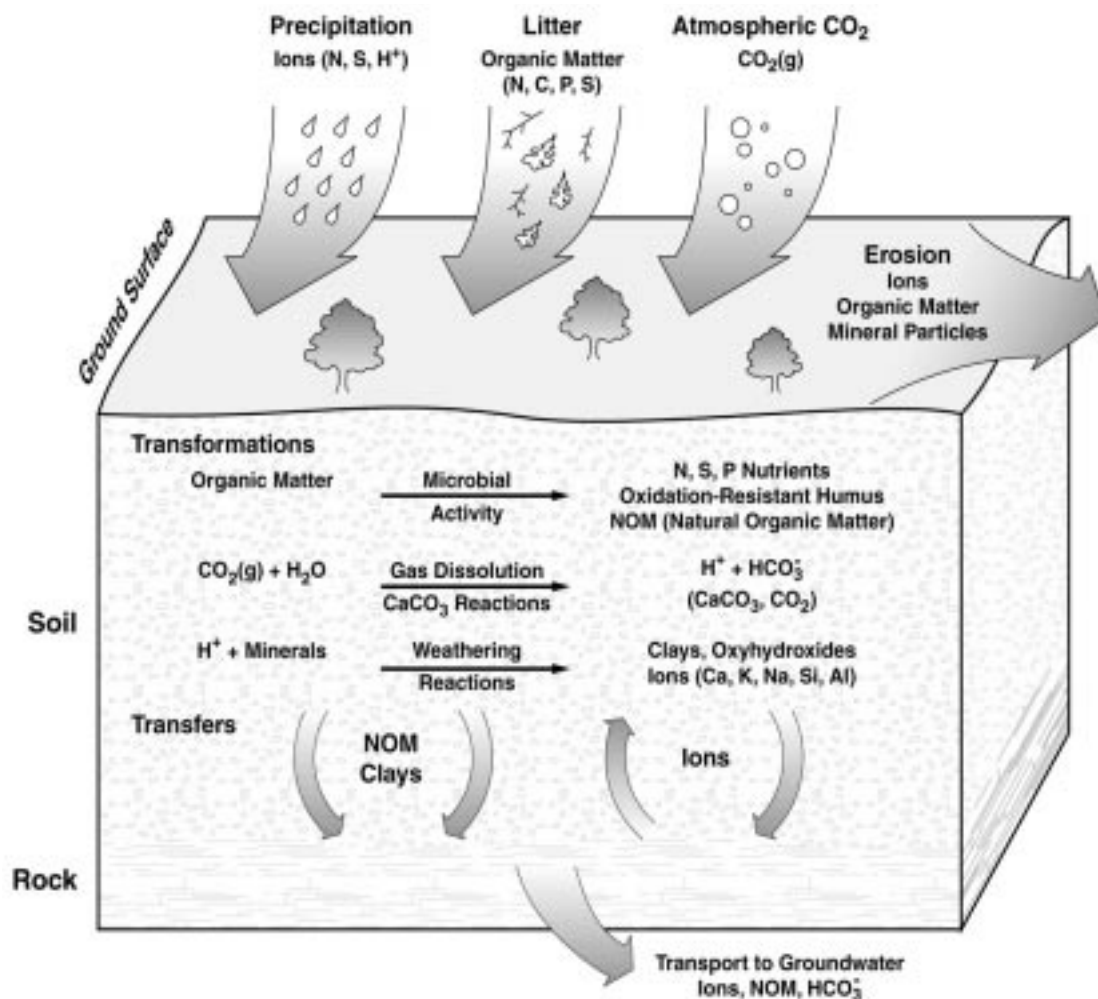 Precipitation
Ions (N, S, H⁺)
Litter
Organic Matter
(N, C, P, S)
Atmospheric CO₂
CO₂(g)
Ground Surface
Erosion
Ions
Organic Matter
Mineral Particles
Transformations
Organic Matter
Microbial
Activity
N, S, P Nutrients
Oxidation-Resistant Humus
NOM (Natural Organic Matter)
CO₂(g) + H₂O
Gas Dissolution
CaCO₃ Reactions
H⁺ + HCO₃⁻
(CaCO₃, CO₂)
Soil
H⁺ + Minerals
Weathering
Reactions
Clays, Oxyhydroxides
Ions (Ca, K, Na, Si, Al)
Transfers
NOM
Clays
Ions
Rock
Transport to Groundwater
Ions, NOM, HCO₃⁻